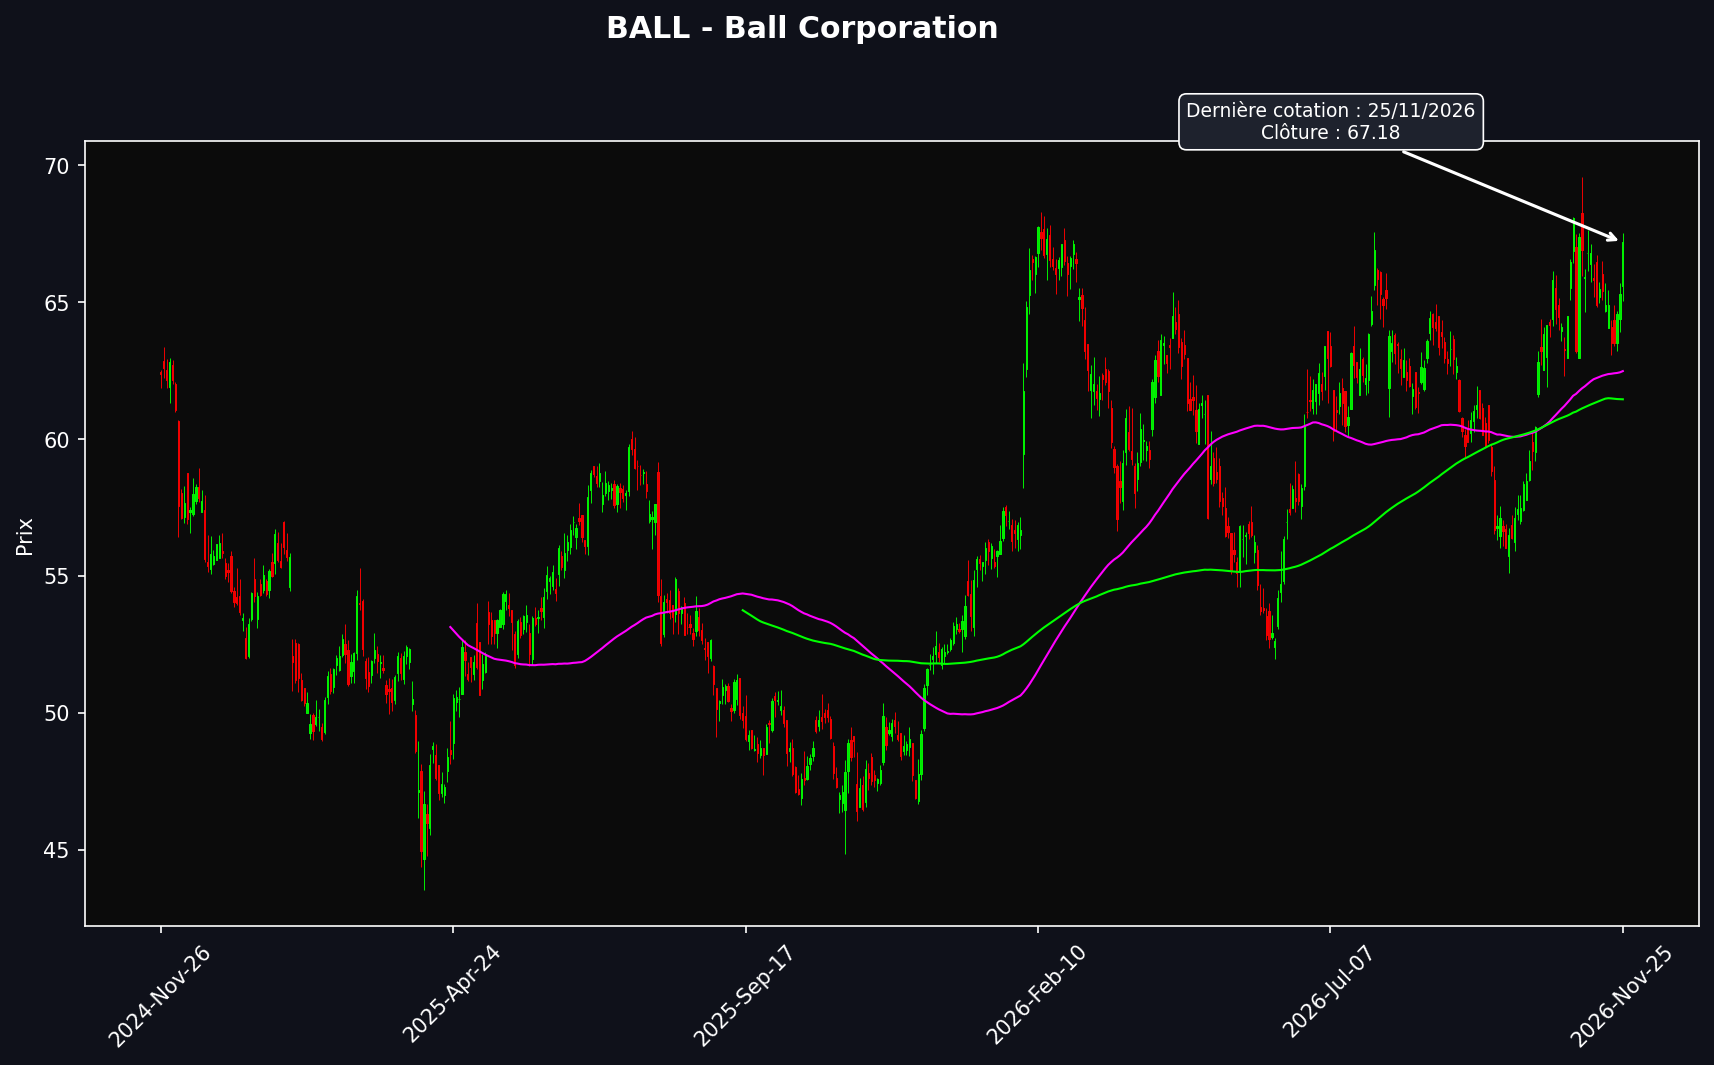 BALL - Ball Corporation
Dernière cotation : 25/11/2026
Clôture : 67.18
Prix
70
65
60
55
50
45
2024-Nov-26
2025-Apr-24
2025-Sep-17
2026-Feb-10
2026-Jul-07
2026-Nov-25